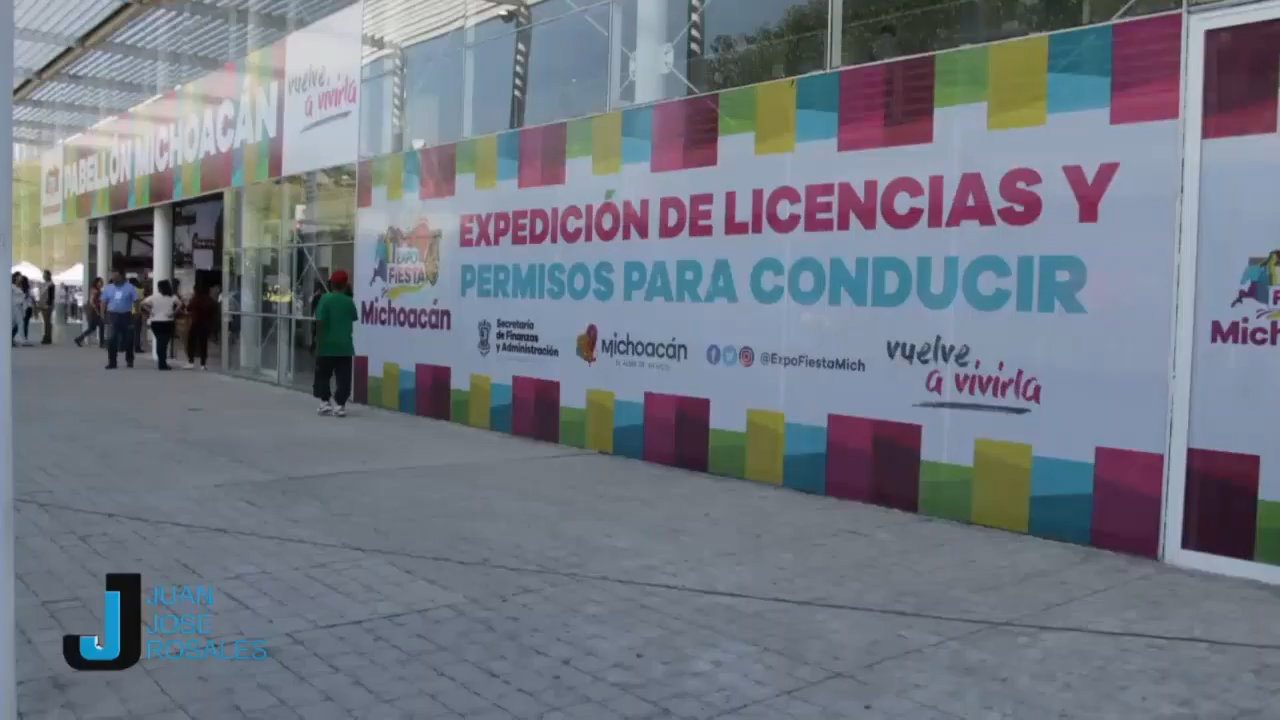 PABELLÓN MICHOACÁN
vuelve
a vivirla
EXPEDICIÓN DE LICENCIAS Y
PERMISOS PARA CONDUCIR
EXPO
FIESTA
Michoacán
Secretaría
de Finanzas
y Administración
Michoacán
@ExpoFiestaMich
vuelve
a vivirla
Mich
JUAN
JOSE
ROSALES